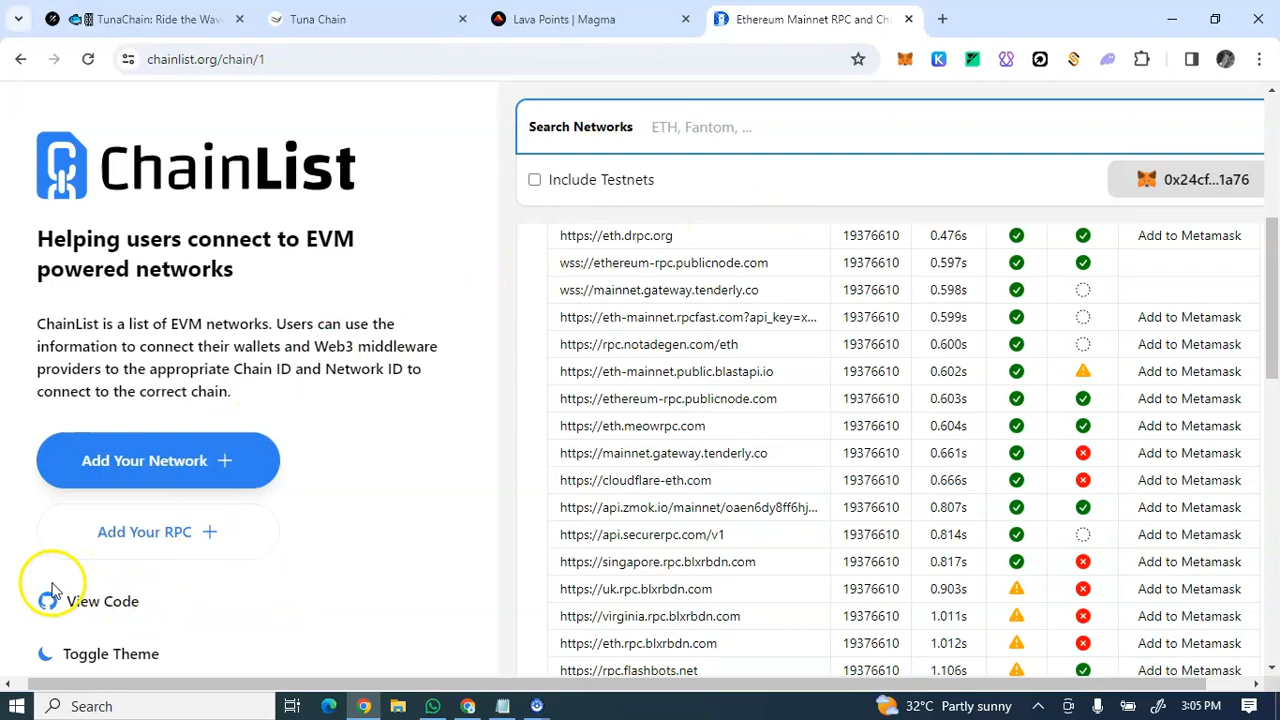 TunaChain: Ride the Wav
Tuna Chain
Lava Points | Magma
Ethereum Mainnet RPC and Ch
chainlist.org/chain/1
ChainList
Helping users connect to EVM
powered networks
ChainList is a list of EVM networks. Users can use the
information to connect their wallets and Web3 middleware
providers to the appropriate Chain ID and Network ID to
connect to the correct chain.
Add Your Network
Add Your RPC
View Code
Toggle Theme
Search Networks ETH, Fantom, ...
Include Testnets
0x24cf...1a76
https://eth.drpc.org 19376610 0.476s Add to Metamask
wss://ethereum-rpc.publicnode.com 19376610 0.597s
wss://mainnet.gateway.tenderly.co 19376610 0.598s
https://eth-mainnet.rpcfast.com?api_key=x... 19376610 0.599s Add to Metamask
https://rpc.notadegen.com/eth 19376610 0.600s Add to Metamask
https://eth-mainnet.public.blastapi.io 19376610 0.602s Add to Metamask
https://ethereum-rpc.publicnode.com 19376610 0.603s Add to Metamask
https://eth.meowrpc.com 19376610 0.604s Add to Metamask
https://mainnet.gateway.tenderly.co 19376610 0.661s Add to Metamask
https://cloudflare-eth.com 19376610 0.666s Add to Metamask
https://api.zmok.io/mainnet/oaen6dy8ff6hj... 19376610 0.807s Add to Metamask
https://api.securerpc.com/v1 19376610 0.814s Add to Metamask
https://singapore.rpc.blxrbdn.com 19376610 0.817s Add to Metamask
https://uk.rpc.blxrbdn.com 19376610 0.903s Add to Metamask
https://virginia.rpc.blxrbdn.com 19376610 1.011s Add to Metamask
https://eth.rpc.blxrbdn.com 19376610 1.012s Add to Metamask
https://rpc.flashbots.net 19376610 1.106s Add to Metamask
Search
32°C Partly sunny
3:05 PM